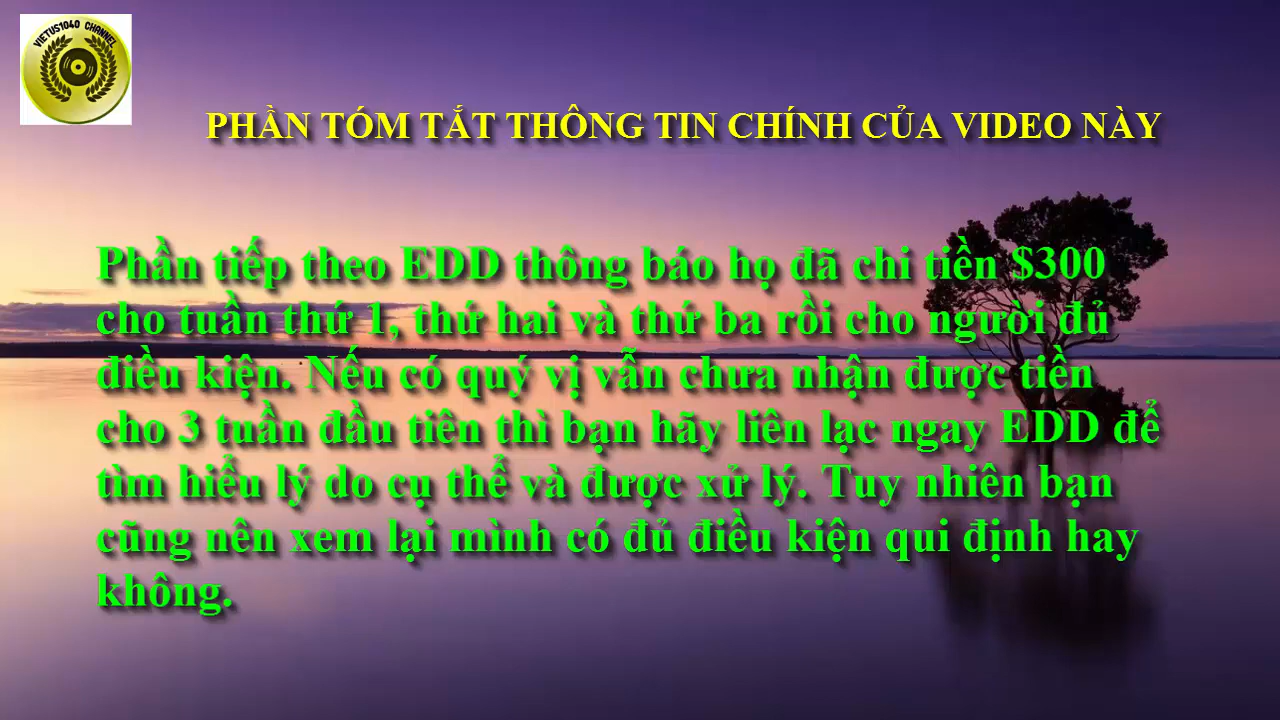 VIETUS1040 CHANNEL
PHẦN TÓM TẮT THÔNG TIN CHÍNH CỦA VIDEO NÀY
Phần tiếp theo EDD thông báo họ đã chi tiền $300
cho tuần thứ 1, thứ hai và thứ ba rồi cho người đủ
điều kiện. Nếu có quý vị vẫn chưa nhận được tiền
cho 3 tuần đầu tiên thì bạn hãy liên lạc ngay EDD để
tìm hiểu lý do cụ thể và được xử lý. Tuy nhiên bạn
cũng nên xem lại mình có đủ điều kiện qui định hay
không.